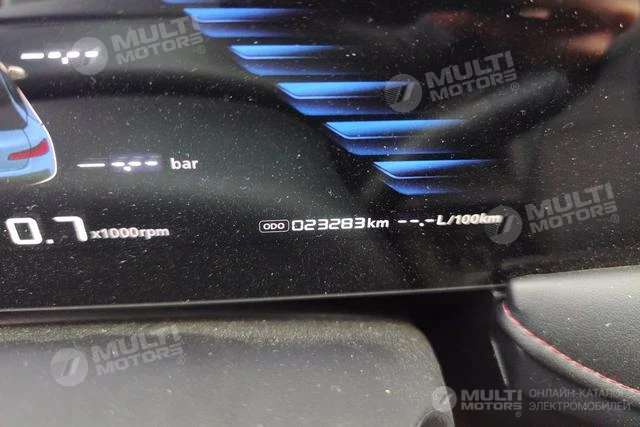 --.--
MULTI MOTORS
MULTI MOTORS
--.-- bar
0.7 x1000rpm
ODO 023283km --.-L/100km
MULTI MOTORS
MULTI MOTORS
MULTI MOTORS
ОНЛАЙН-КАТАЛОГ
ЭЛЕКТРОМОБИЛЕЙ